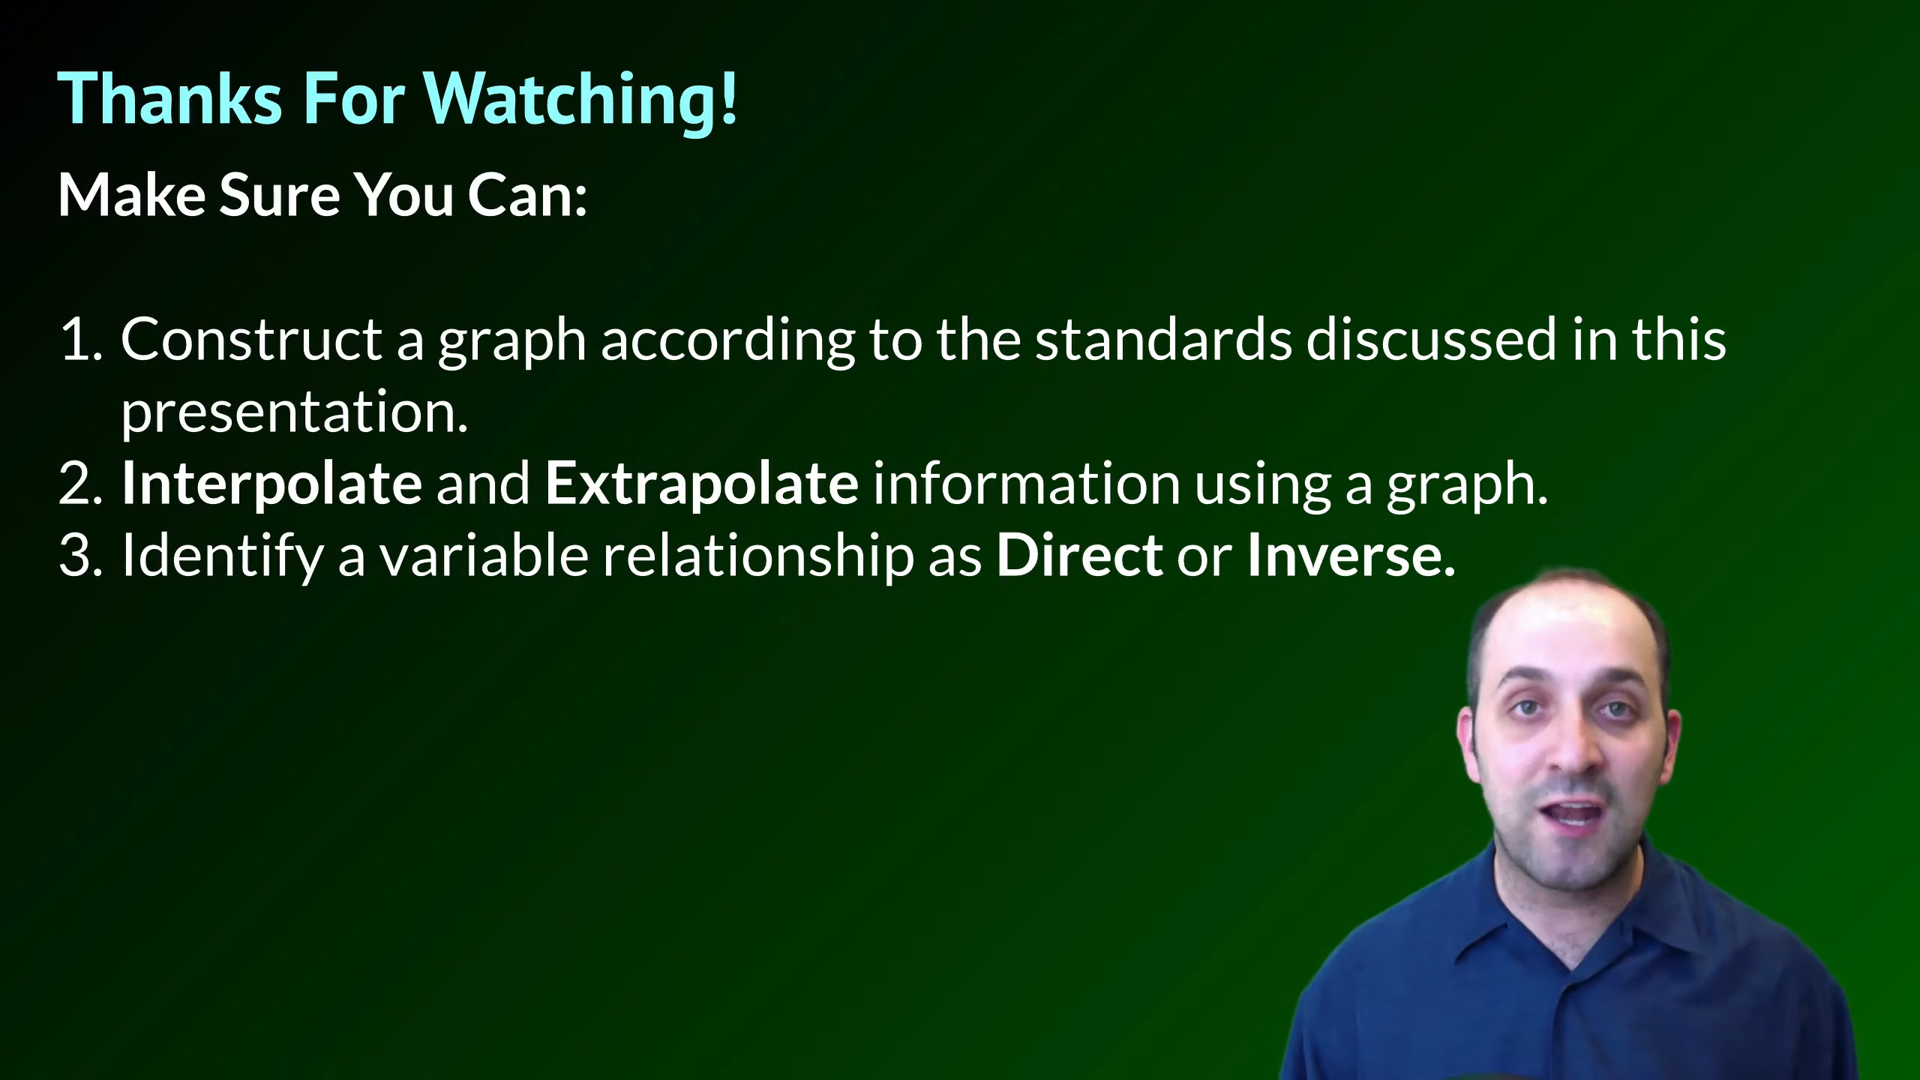 Thanks For Watching!
Make Sure You Can:
1. Construct a graph according to the standards discussed in this
presentation.
2. Interpolate and Extrapolate information using a graph.
3. Identify a variable relationship as Direct or Inverse.